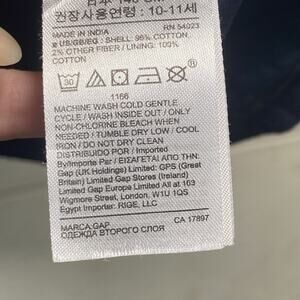 권장사용연령: 10-11세
MADE IN INDIA RN 54023
US/GB/EG: SHELL: 98% COTTON
2% OTHER FIBER / LINING: 100%
COTTON
30
1166
MACHINE WASH COLD GENTLE
CYCLE / WASH INSIDE OUT / ONLY
NON-CHLORINE BLEACH WHEN
NEEDED / TUMBLE DRY LOW / COOL
IRON / DO NOT DRY CLEAN
DISTRIBUIDO POR / Imported
By/Importe Par / ΕΙΣΑΓΕΤΑΙ ΑΠΟ ΤΗΝ:
Gap (UK Holdings) Limited: GPS (Great
Britain) Limited Gap Stores (Ireland)
Limited Gap Europe Limited All at 103
Wigmore Street, London. W1U 1QS
Egypt Importer: RIGE, LLC
MARCA:GAP CA 17897
ОДЕЖДА ВТОРОГО СЛОЯ